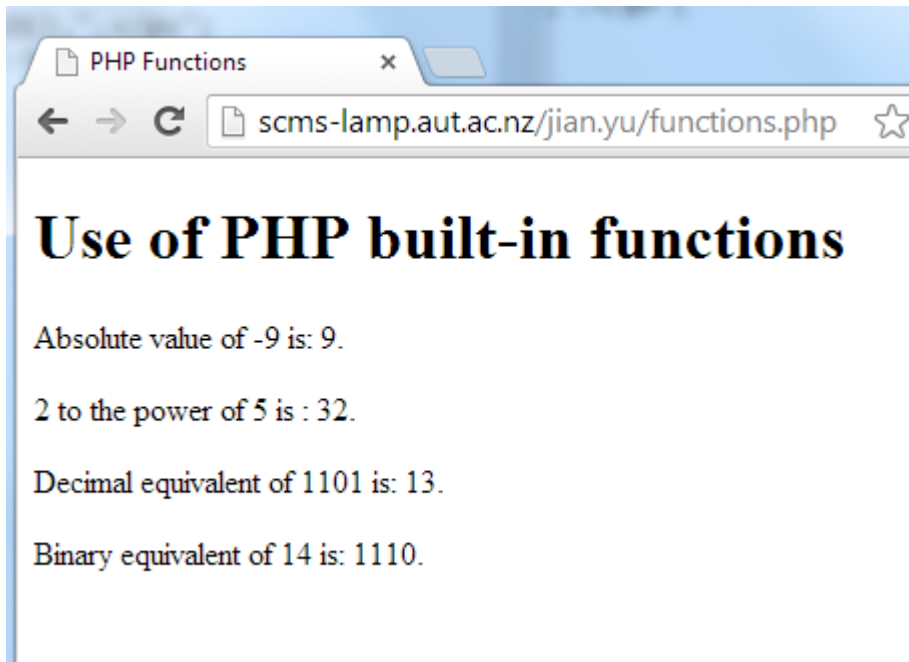 PHP Functions
scms-lamp.aut.ac.nz/jian.yu/functions.php
Use of PHP built-in functions
Absolute value of -9 is: 9.
2 to the power of 5 is : 32.
Decimal equivalent of 1101 is: 13.
Binary equivalent of 14 is: 1110.